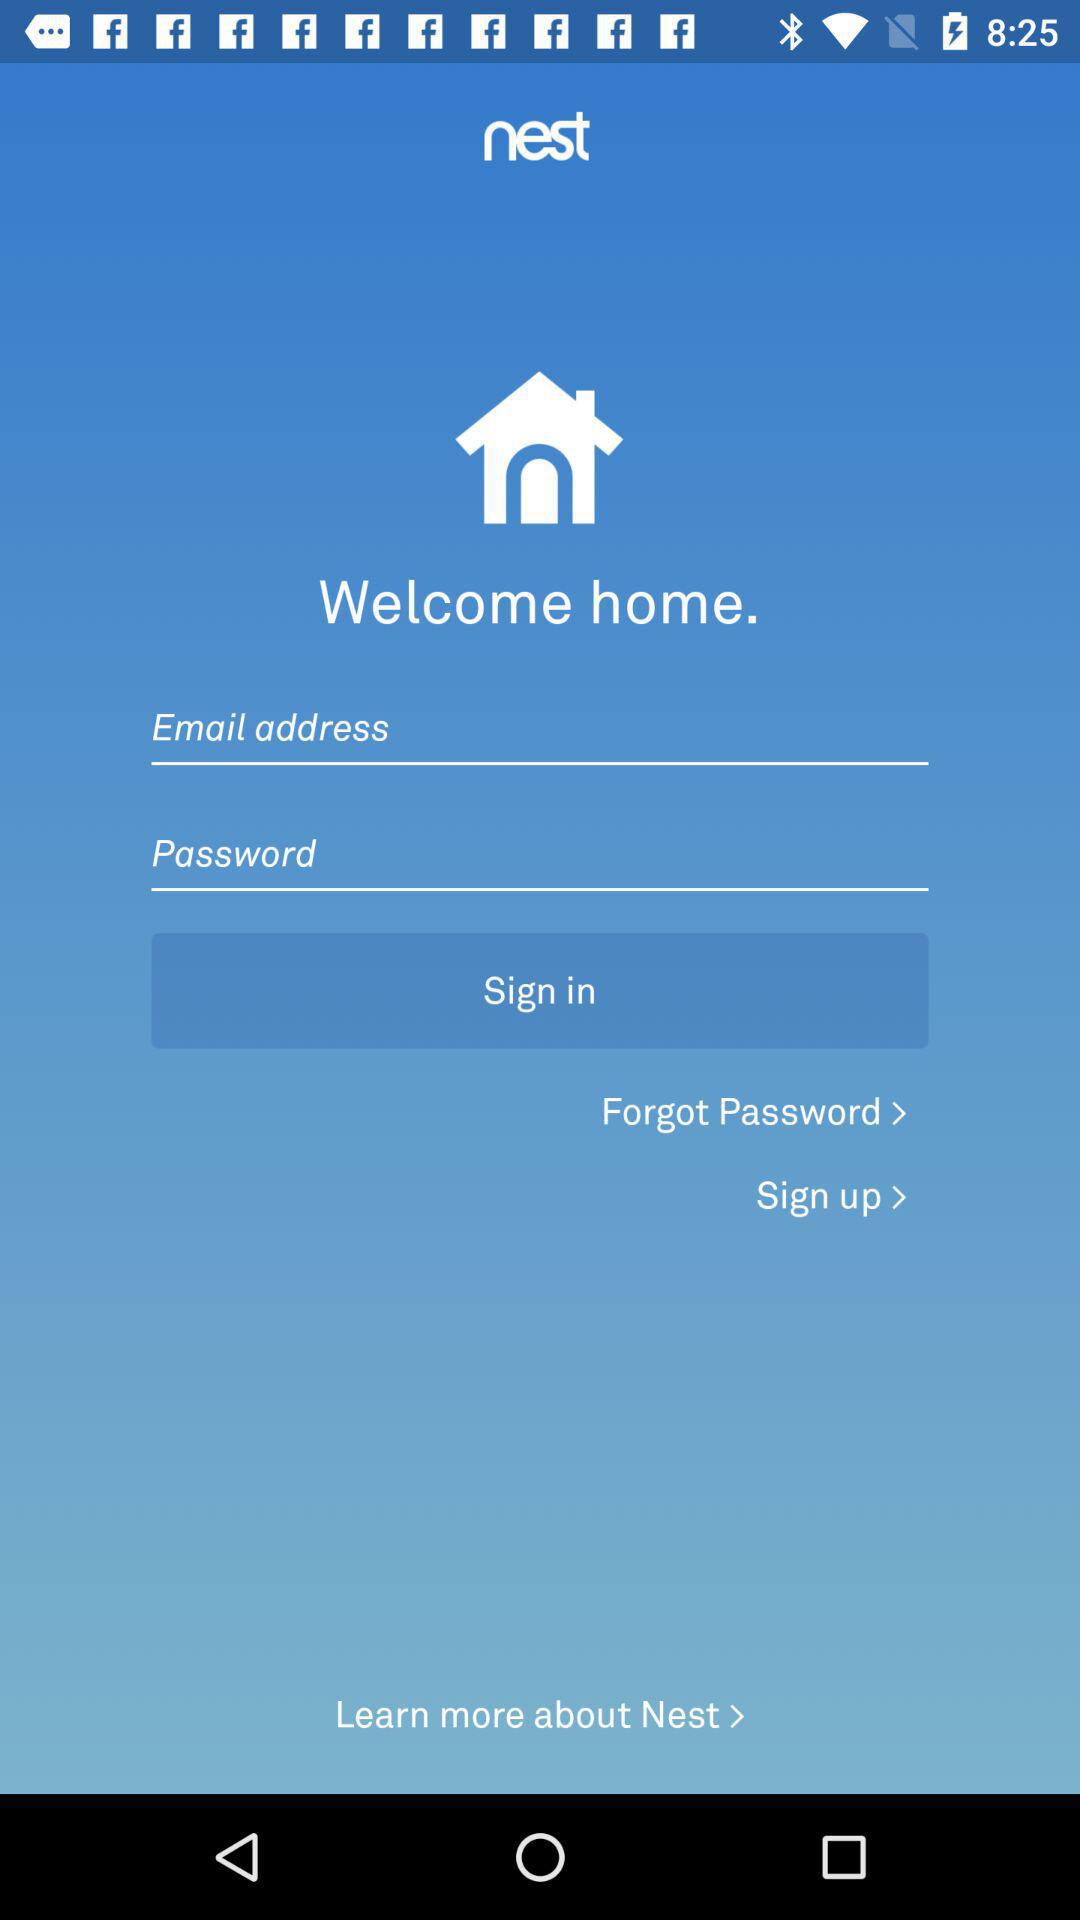 8:25
nest
Welcome home.
Email address
Password
Sign in
Forgot Password
Sign up
Learn more about Nest